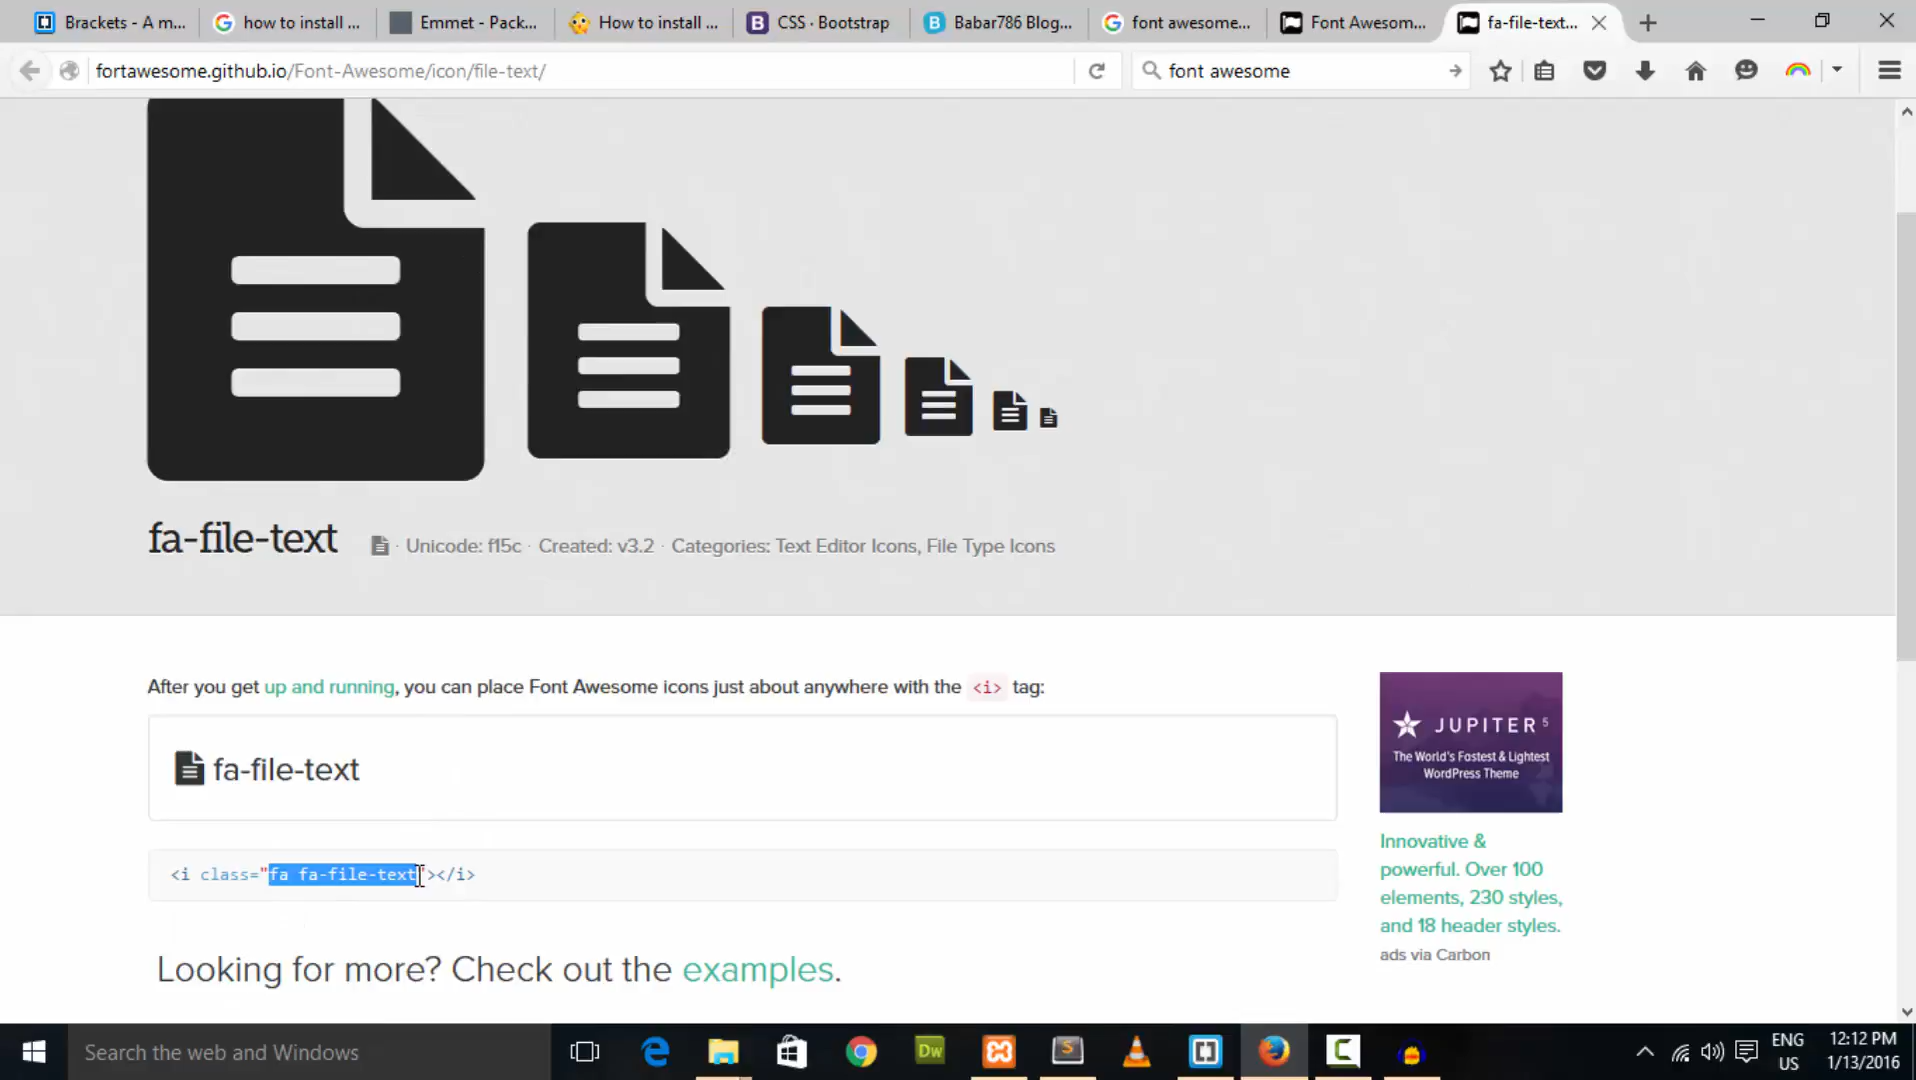 Brackets - A m...
how to install ...
Emmet - Pack...
How to install ...
CSS · Bootstrap
Babar786 Blog...
font awesome...
Font Awesom...
fa-file-text...
fortawesome.github.io/Font-Awesome/icon/file-text/
font awesome
fa-file-text
· Unicode: f15c · Created: v3.2 · Categories: Text Editor Icons, File Type Icons
After you get up and running, you can place Font Awesome icons just about anywhere with the <i> tag:
fa-file-text
<i class="fa fa-file-text"></i>
Looking for more? Check out the examples.
JUPITER 5
The World's Fastest & Lightest
WordPress Theme
Innovative &
powerful. Over 100
elements, 230 styles,
and 18 header styles.
ads via Carbon
Search the web and Windows
Dw
S
ENG
US
12:12 PM
1/13/2016